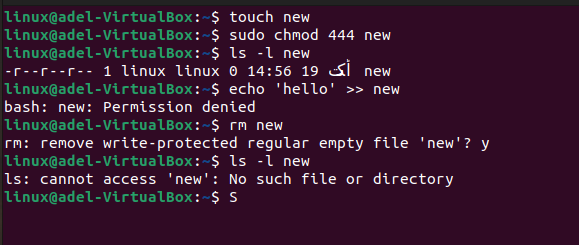 linux@adel-VirtualBox:~$ touch new
linux@adel-VirtualBox:~$ sudo chmod 444 new
linux@adel-VirtualBox:~$ ls -l new
-r--r--r-- 1 linux linux 0 14:56 19 أكت new
linux@adel-VirtualBox:~$ echo 'hello' >> new
bash: new: Permission denied
linux@adel-VirtualBox:~$ rm new
rm: remove write-protected regular empty file 'new'? y
linux@adel-VirtualBox:~$ ls -l new
ls: cannot access 'new': No such file or directory
linux@adel-VirtualBox:~$ S